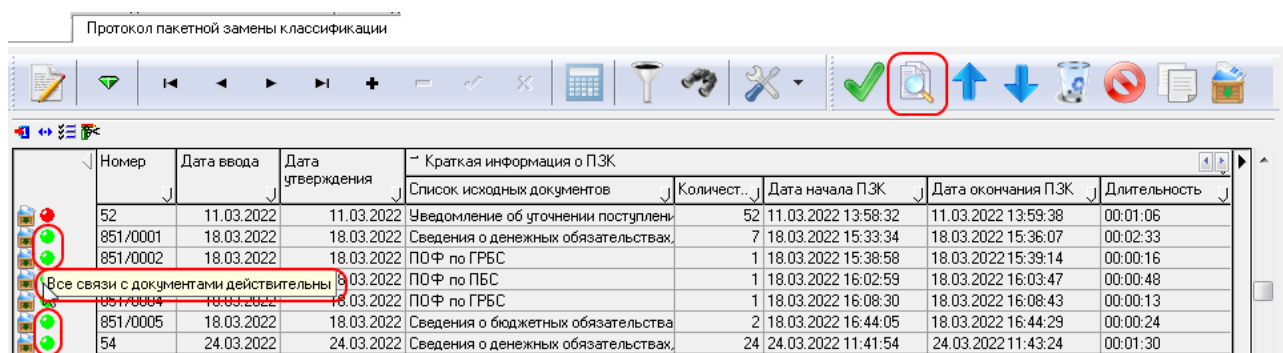 Протокол пакетной замены классификации
Номер Дата ввода Дата утверждения Краткая информация о ПЗК
Список исходных документов Количест... Дата начала ПЗК Дата окончания ПЗК Длительность
52 11.03.2022 11.03.2022 Уведомление об уточнении поступлени 52 11.03.2022 13:58:32 11.03.2022 13:59:38 00:01:06
851/0001 18.03.2022 18.03.2022 Сведения о денежных обязательствах, 7 18.03.2022 15:33:34 18.03.2022 15:36:07 00:02:33
851/0002 18.03.2022 18.03.2022 ПОФ по ГРБС 1 18.03.2022 15:38:58 18.03.2022 15:39:14 00:00:16
Все связи с документами действительны 8.03.2022 ПОФ по ПБС 1 18.03.2022 16:02:59 18.03.2022 16:03:47 00:00:48
851/0004 18.03.2022 18.03.2022 ПОФ по ГРБС 1 18.03.2022 16:08:30 18.03.2022 16:08:43 00:00:13
851/0005 18.03.2022 18.03.2022 Сведения о бюджетных обязательства 2 18.03.2022 16:44:05 18.03.2022 16:44:29 00:00:24
54 24.03.2022 24.03.2022 Сведения о денежных обязательствах, 24 24.03.2022 11:41:54 24.03.2022 11:43:24 00:01:30